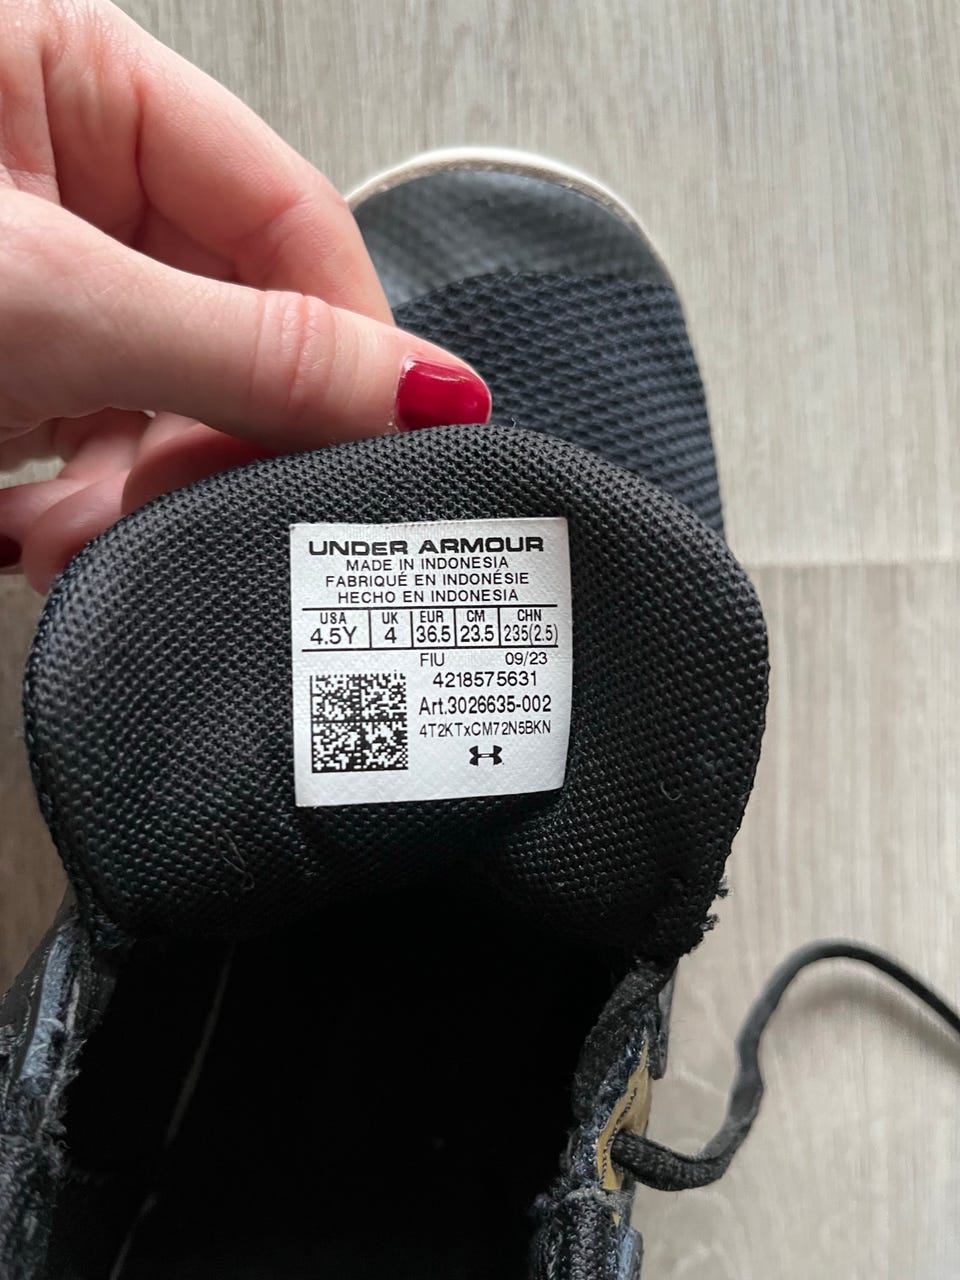 UNDER ARMOUR
MADE IN INDONESIA
FABRIQUÉ EN INDONÉSIE
HECHO EN INDONESIA
USA UK EUR CM CHN
4.5Y 4 36.5 23.5 235(2.5)
FIU 09/23
4218575631
Art.3026635-002
4T2KTxCM72N5BKN